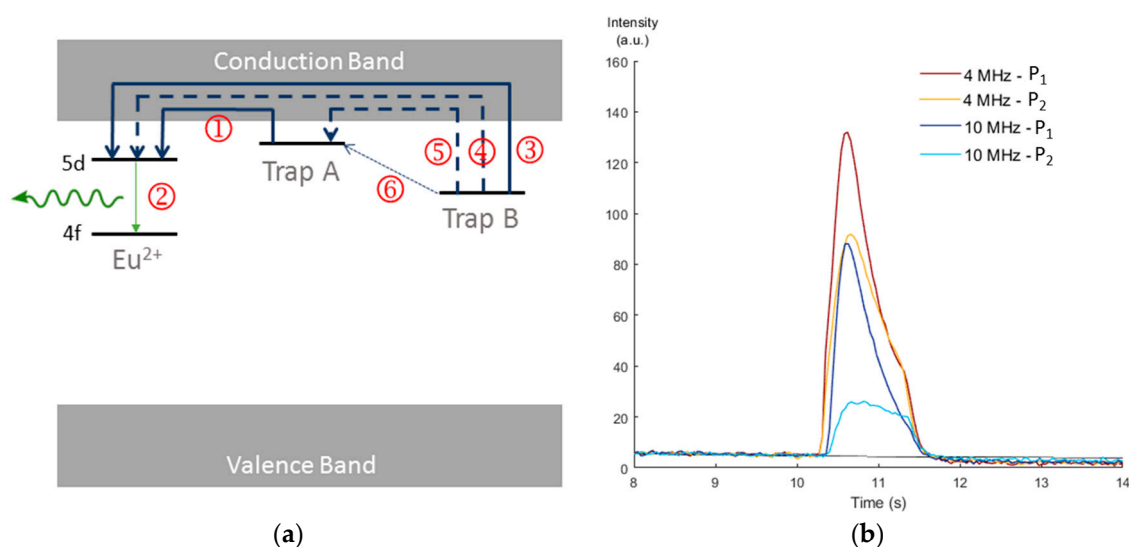 Conduction Band
①
⑤
④
③
5d
Trap A
②
⑥
Trap B
4f
Eu²⁺
Valence Band
(a)
Intensity
(a.u.)
160
140
120
100
80
60
40
20
0
8
9
10
11
12
13
14
Time (s)
4 MHz - P₁
4 MHz - P₂
10 MHz - P₁
10 MHz - P₂
(b)